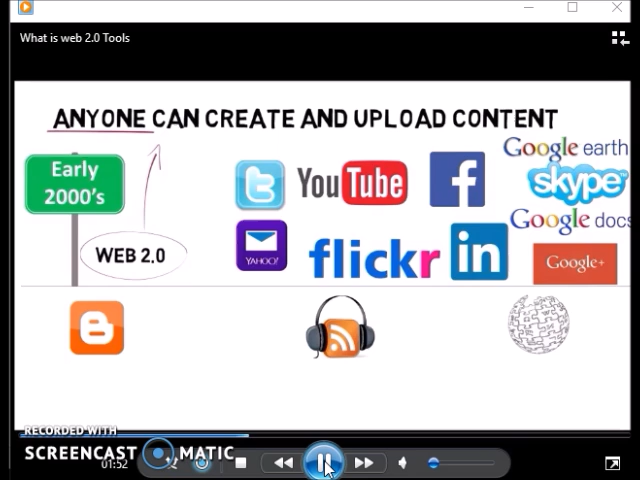 What is web 2.0 Tools
ANYONE CAN CREATE AND UPLOAD CONTENT
Early
2000's
WEB 2.0
YouTube
Google earth
skype
Google docs
YAHOO!
flickr
in
Google+
RECORDED WITH
SCREENCAST MATIC
01:52